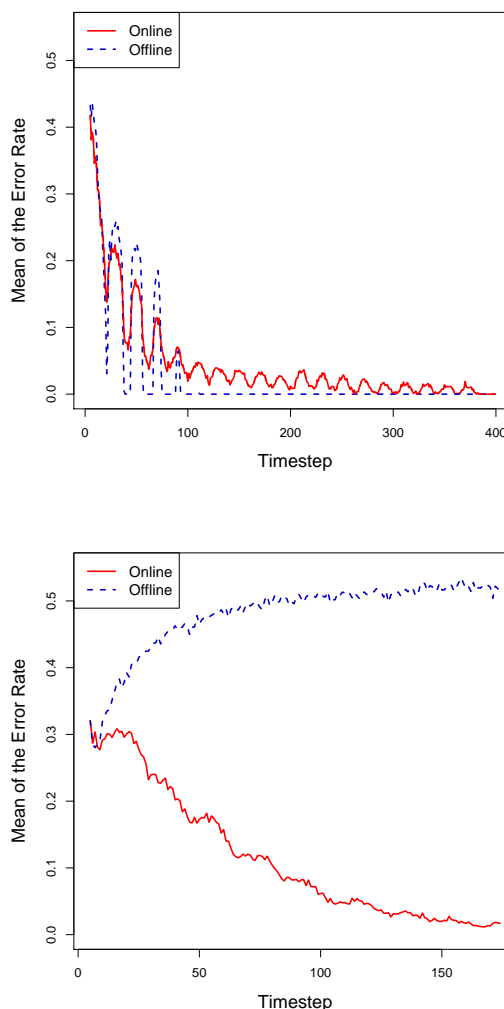 Online
Offline
0.5
0.4
0.3
0.2
0.1
0.0
Mean of the Error Rate
0 100 200 300 400
Timestep
Online
Offline
0.5
0.4
0.3
0.2
0.1
0.0
Mean of the Error Rate
0 50 100 150
Timestep